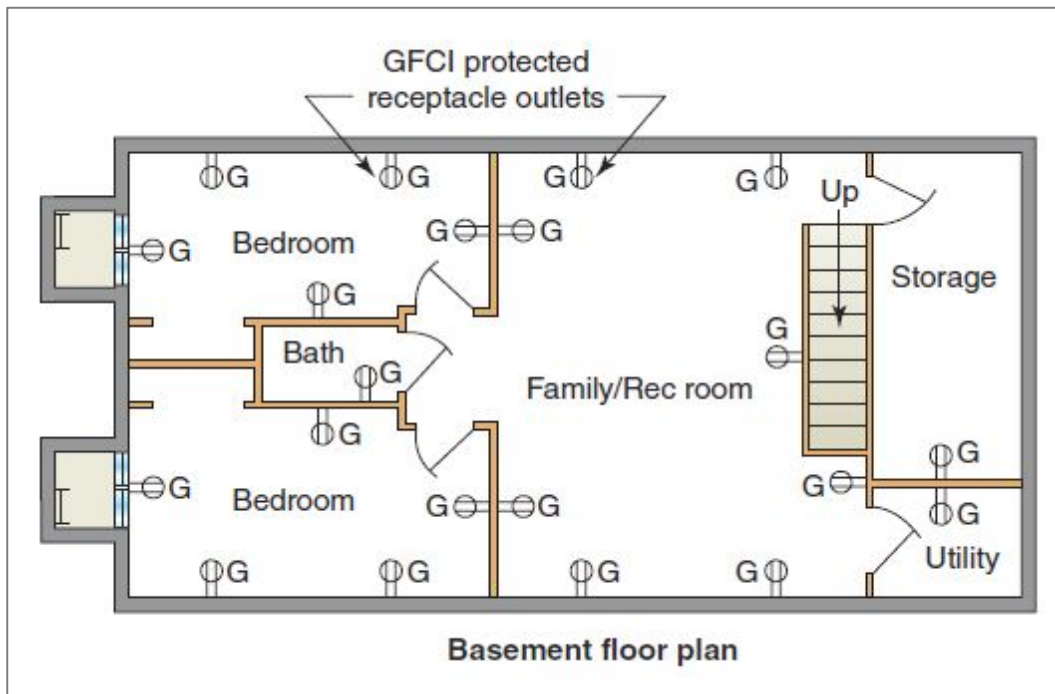 GFCI protected
receptacle outlets
G G G G
Up
G G
Bedroom
G
Storage
G
G
Bath
G
Family/Rec room
G
G
G
G
Bedroom
G G
G
G
Utility
G G G G
Basement floor plan